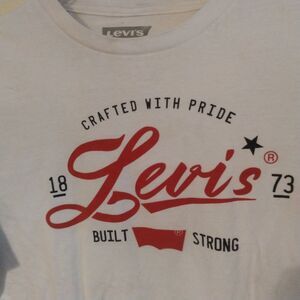 Levi's
CRAFTED WITH PRIDE
18 Levi's ® 73
BUILT STRONG